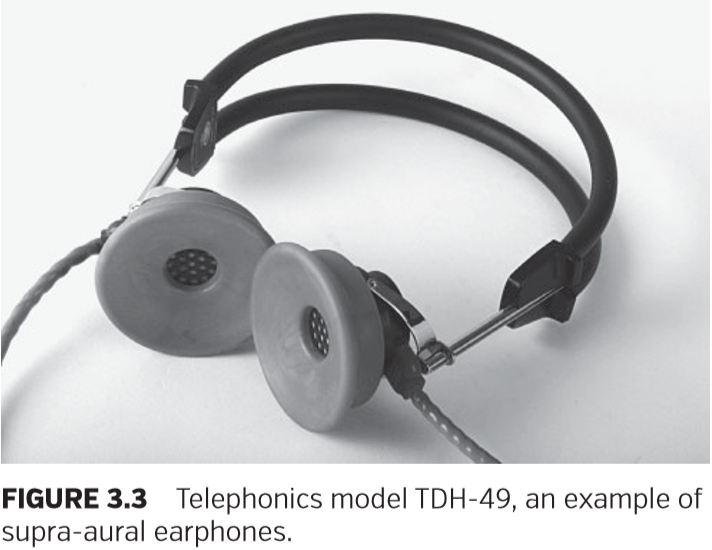 FIGURE 3.3 Telephonics model TDH-49, an example of
supra-aural earphones.